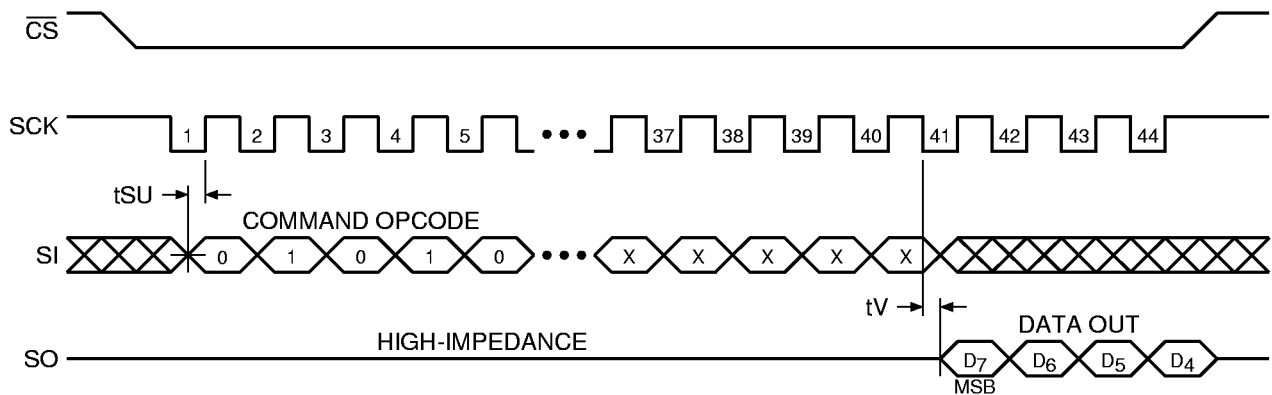 CS
SCK 1 2 3 4 5 ••• 37 38 39 40 41 42 43 44
tSU
COMMAND OPCODE
SI 0 1 0 1 0 ••• X X X X X
tV
DATA OUT
HIGH-IMPEDANCE
SO D7 D6 D5 D4
MSB